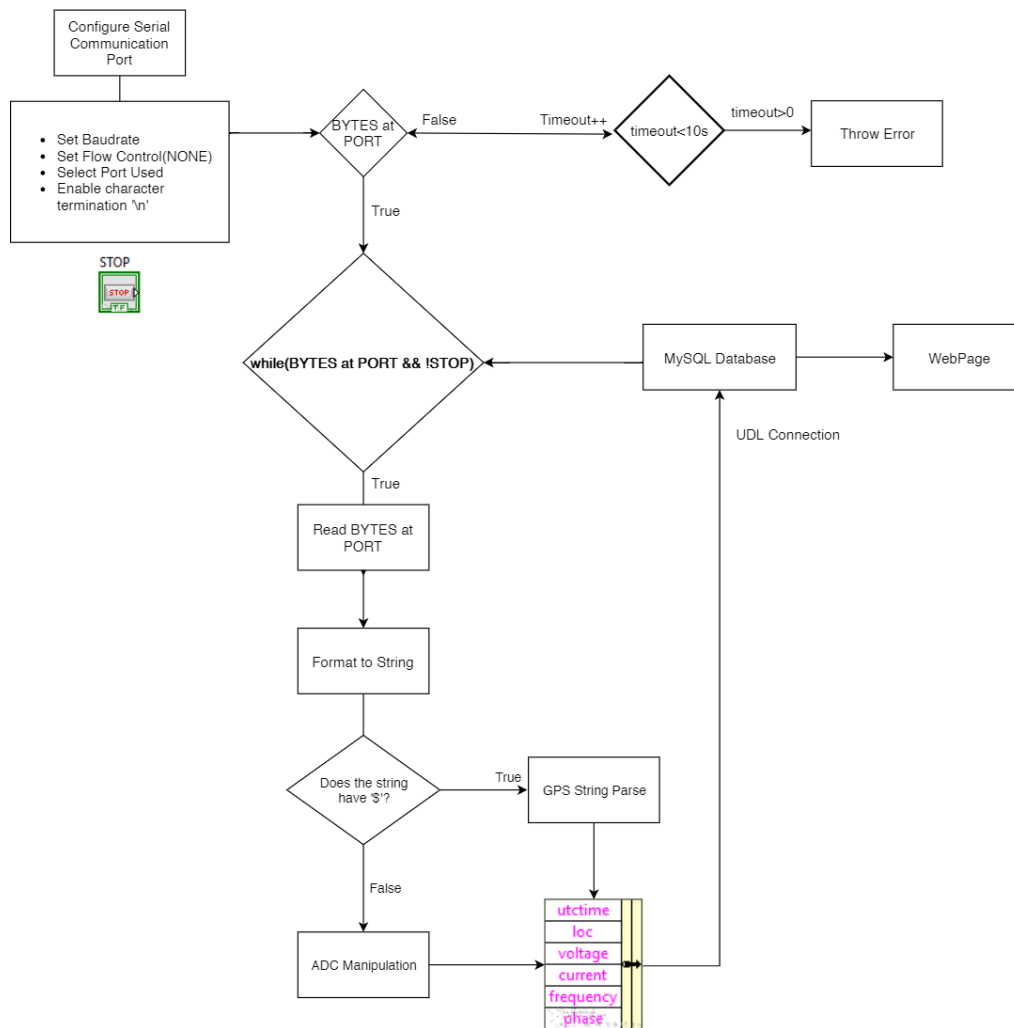 Configure Serial
Communication
Port
• Set Baudrate
• Set Flow Control(NONE)
• Select Port Used
• Enable character
termination '\n'
BYTES at
PORT
False
Timeout++
timeout<10s
timeout>0
Throw Error
True
STOP
STOP
TF
while(BYTES at PORT && !STOP)
MySQL Database
WebPage
UDL Connection
True
Read BYTES at
PORT
Format to String
Does the string
have '$'?
True
GPS String Parse
False
ADC Manipulation
utctime
loc
voltage
current
frequency
phase